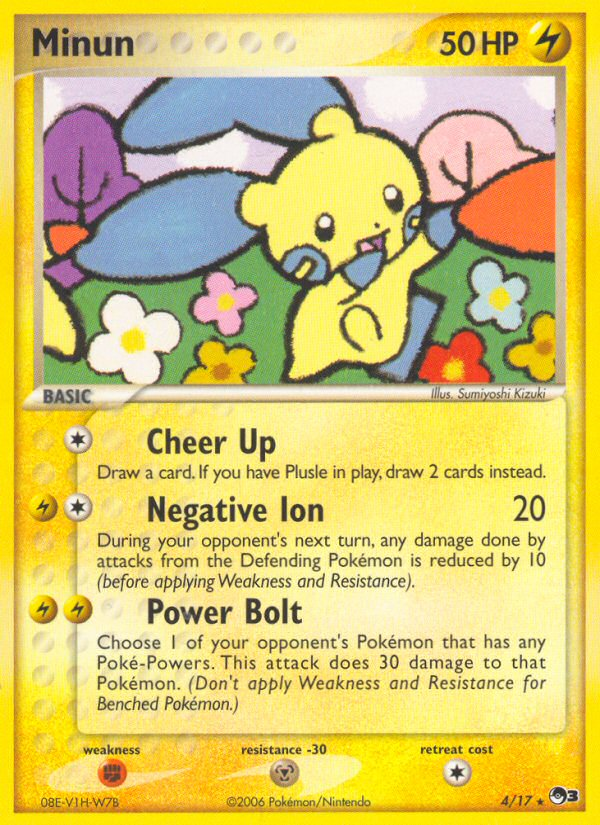 Minun 50 HP
BASIC Illus. Sumiyoshi Kizuki
Cheer Up
Draw a card. If you have Plusle in play, draw 2 cards instead.
Negative Ion 20
During your opponent's next turn, any damage done by
attacks from the Defending Pokémon is reduced by 10
(before applying Weakness and Resistance).
Power Bolt
Choose 1 of your opponent's Pokémon that has any
Poké-Powers. This attack does 30 damage to that
Pokémon. (Don't apply Weakness and Resistance for
Benched Pokémon.)
weakness resistance -30 retreat cost
08E-V1H-W7B ©2006 Pokémon/Nintendo 4/17 ★ 3